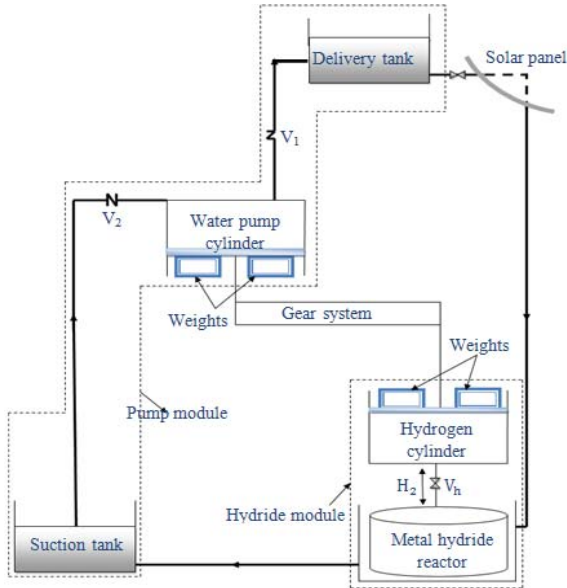 Delivery tank
Solar panel
V1
V2
Water pump
cylinder
Weights
Gear system
Weights
Pump module
Hydrogen
cylinder
H2
Vh
Hydride module
Metal hydride
reactor
Suction tank